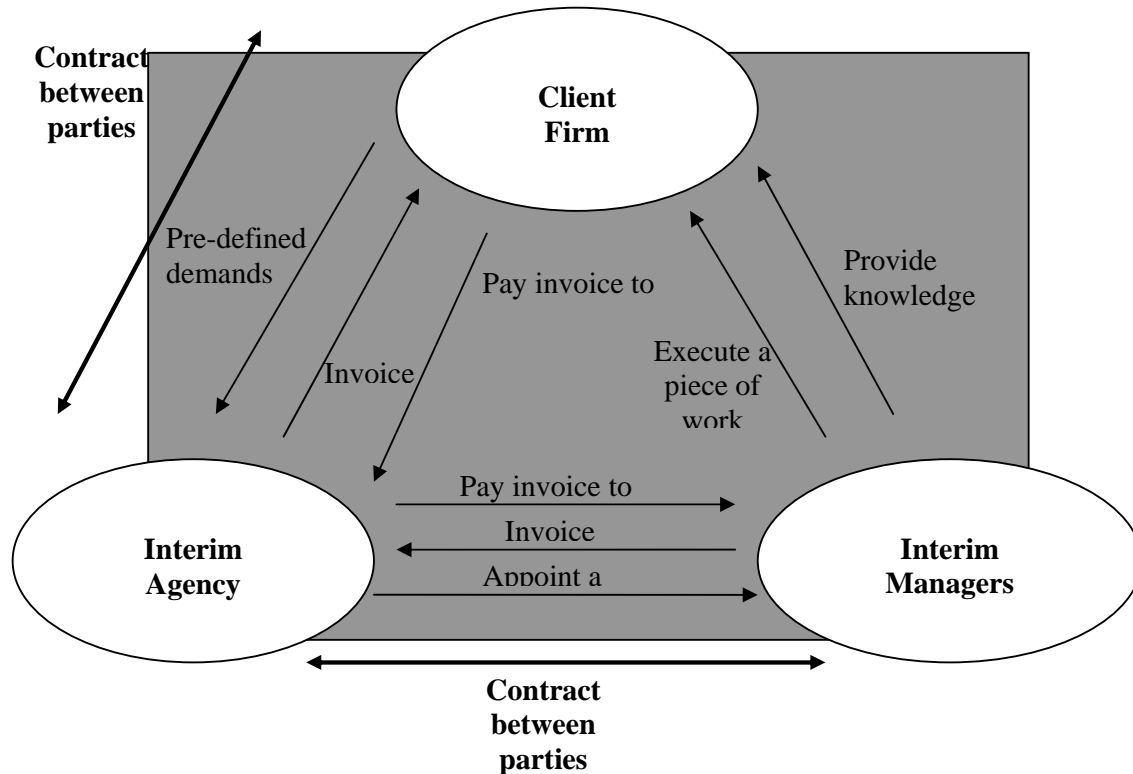 Contract
between
parties
Client
Firm
Pre-defined
demands
Pay invoice to
Provide
knowledge
Invoice
Execute a
piece of
work
Pay invoice to
Invoice
Appoint a
Interim
Agency
Interim
Managers
Contract
between
parties